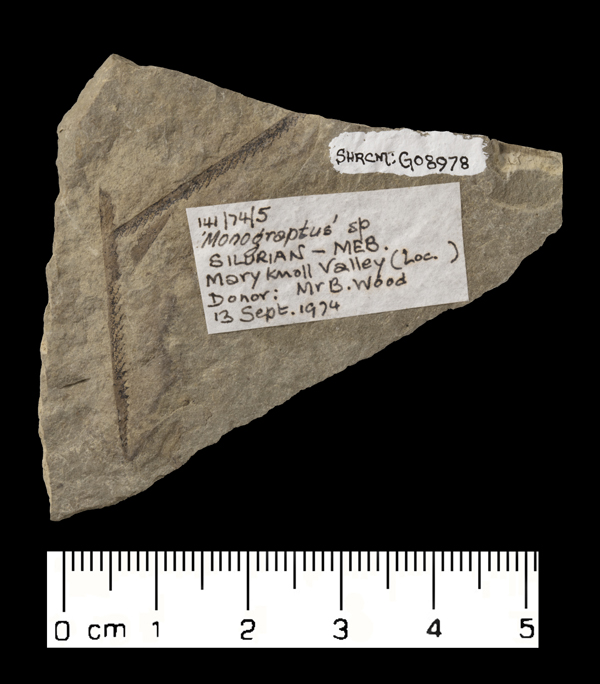 SHRCM: G08978
141/74/5
'Monograptus' sp
SILURIAN - MEB.
Mary Knoll Valley (Loc. )
Donor: Mr B. Wood
13 Sept. 1974
0 cm 1 2 3 4 5